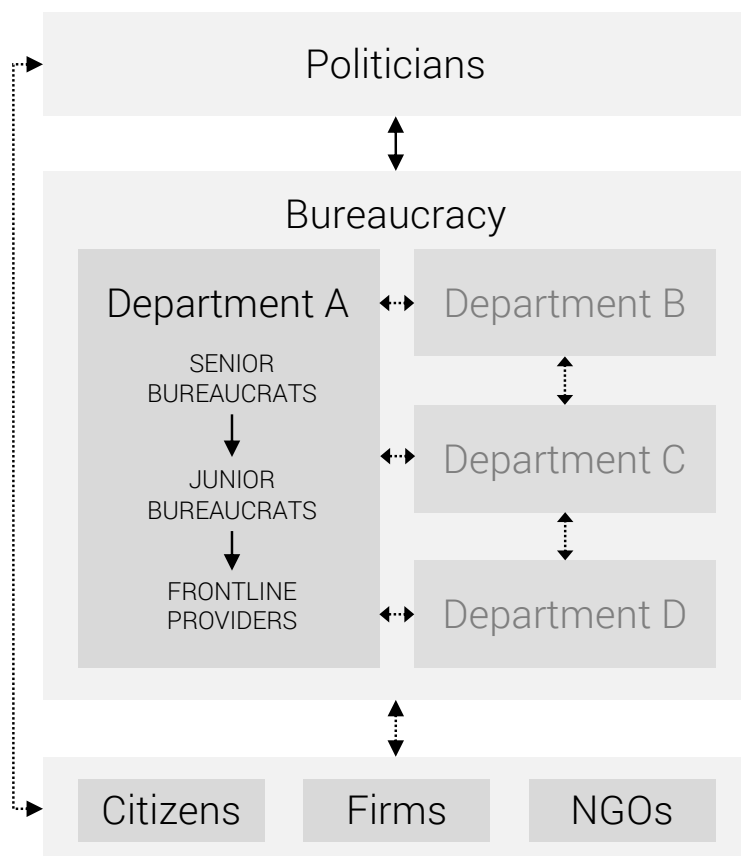 Politicians
Bureaucracy
Department A
SENIOR
BUREAUCRATS
JUNIOR
BUREAUCRATS
FRONTLINE
PROVIDERS
Department B
Department C
Department D
Citizens
Firms
NGOs